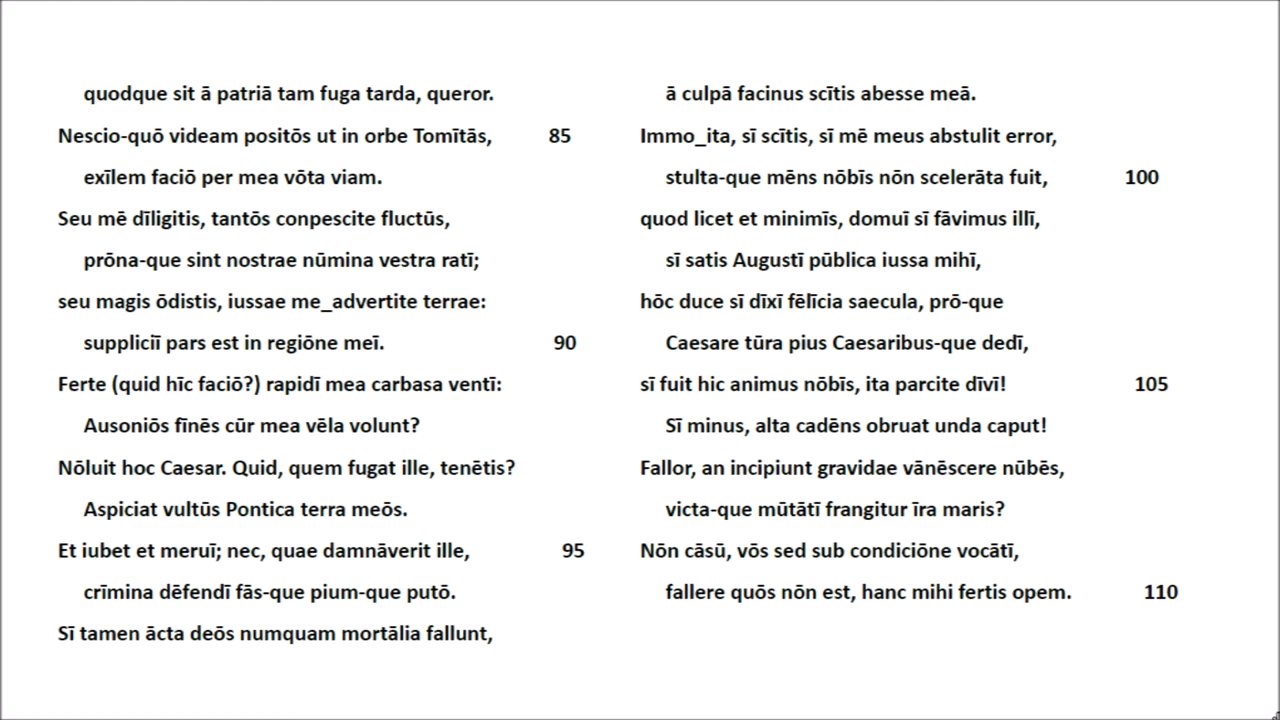 quodque sit ā patriā tam fuga tarda, queror.
Nescio-quō videam positōs ut in orbe Tomītās, 85
exīlem faciō per mea vōta viam.
Seu mē dīligitis, tantōs conpescite fluctūs,
prōna-que sint nostrae nūmina vestra ratī;
seu magis ōdistis, iussae me_advertite terrae:
suppliciī pars est in regiōne meī. 90
Ferte (quid hīc faciō?) rapidī mea carbasa ventī:
Ausoniōs fīnēs cūr mea vēla volunt?
Nōluit hoc Caesar. Quid, quem fugat ille, tenētis?
Aspiciat vultūs Pontica terra meōs.
Et iubet et meruī; nec, quae damnāverit ille, 95
crīmina dēfendī fās-que pium-que putō.
Sī tamen ācta deōs numquam mortālia fallunt,
ā culpā facinus scītis abesse meā.
Immo_ita, sī scītis, sī mē meus abstulit error,
stulta-que mēns nōbīs nōn scelerāta fuit, 100
quod licet et minimīs, domuī sī fāvimus illī,
sī satis Augustī pūblica iussa mihī,
hōc duce sī dīxī fēlīcia saecula, prō-que
Caesare tūra pius Caesaribus-que dedī,
sī fuit hic animus nōbīs, ita parcite dīvī! 105
Sī minus, alta cadēns obruat unda caput!
Fallor, an incipiunt gravidae vānēscere nūbēs,
victa-que mūtātī frangitur īra maris?
Nōn cāsū, vōs sed sub condiciōne vocātī,
fallere quōs nōn est, hanc mihi fertis opem. 110